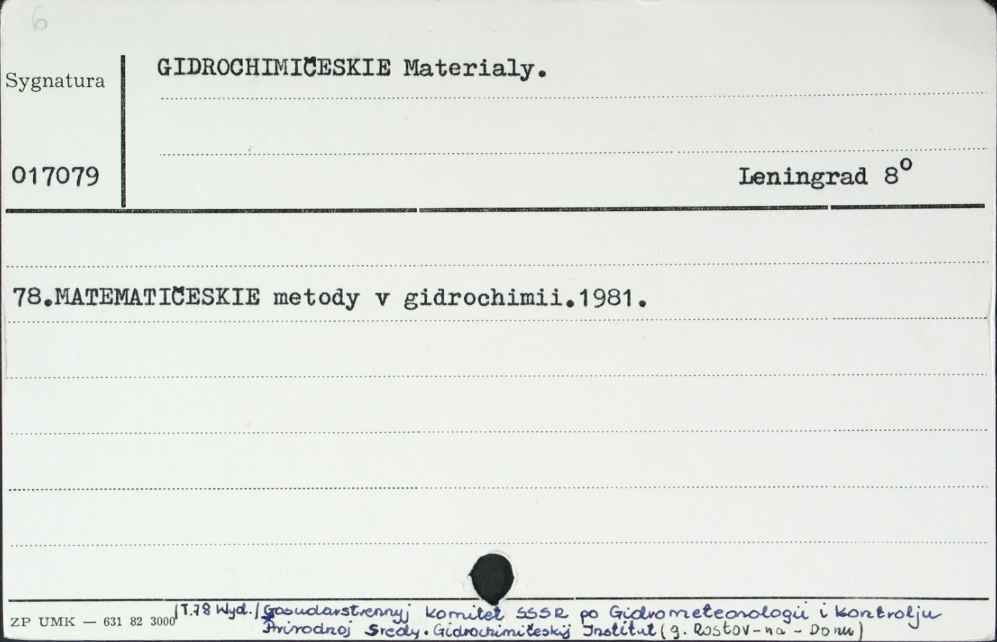 6
GIDROCHIMIČESKIE Materialy.
Sygnatura
017079
Leningrad 8º
78.MATEMATIČESKIE metody v gidrochimii.1981.
(T.78 Wyd./Gosudarstvennyj komitet SSSR po Gidrometeorologii i kontrolju
ZP UMK — 631 82 3000
Prirodnoj Sredy. Gidrochimičeskij Institut (g. Rostov-na-Donu)